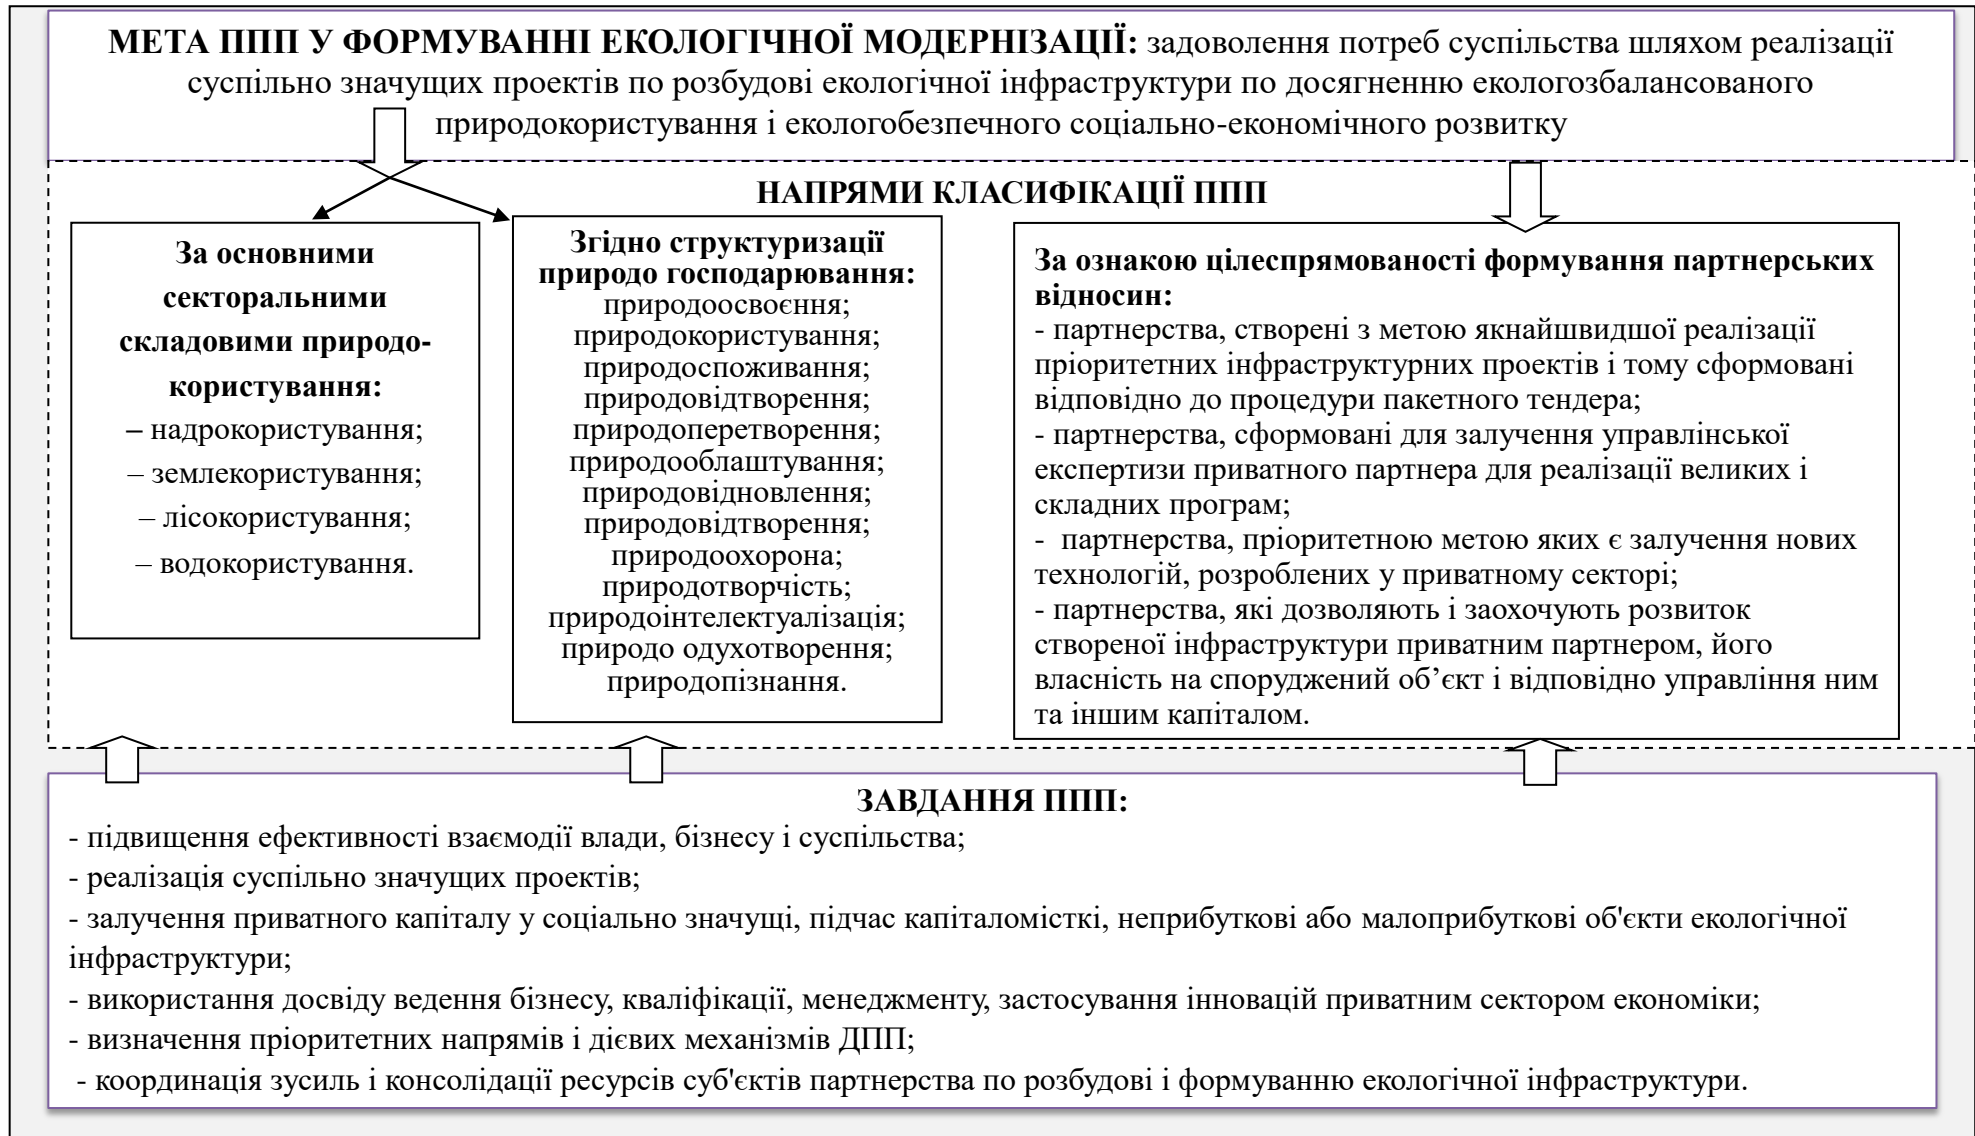 МЕТА ППП У ФОРМУВАННІ ЕКОЛОГІЧНОЇ МОДЕРНІЗАЦІЇ: задоволення потреб суспільства шляхом реалізації
суспільно значущих проектів по розбудові екологічної інфраструктури по досягненню екологозбалансованого
природокористування і екологобезпечного соціально-економічного розвитку
НАПРЯМИ КЛАСИФІКАЦІЇ ППП
За основними
секторальними
складовими природо-
користування:
– надрокористування;
– землекористування;
– лісокористування;
– водокористування.
Згідно структуризації
природо господарювання:
природоосвоєння;
природокористування;
природоспоживання;
природовідтворення;
природоперетворення;
природооблаштування;
природовідновлення;
природовідтворення;
природоохорона;
природотворчість;
природоінтелектуалізація;
природо одухотворення;
природопізнання.
За ознакою цілеспрямованості формування партнерських
відносин:
- партнерства, створені з метою якнайшвидшої реалізації
пріоритетних інфраструктурних проектів і тому сформовані
відповідно до процедури пакетного тендера;
- партнерства, сформовані для залучення управлінської
експертизи приватного партнера для реалізації великих і
складних програм;
- партнерства, пріоритетною метою яких є залучення нових
технологій, розроблених у приватному секторі;
- партнерства, які дозволяють і заохочують розвиток
створеної інфраструктури приватним партнером, його
власність на споруджений об’єкт і відповідно управління ним
та іншим капіталом.
ЗАВДАННЯ ППП:
- підвищення ефективності взаємодії влади, бізнесу і суспільства;
- реалізація суспільно значущих проектів;
- залучення приватного капіталу у соціально значущі, підчас капіталомісткі, неприбуткові або малоприбуткові об'єкти екологічної
інфраструктури;
- використання досвіду ведення бізнесу, кваліфікації, менеджменту, застосування інновацій приватним сектором економіки;
- визначення пріоритетних напрямів і дієвих механізмів ДПП;
- координація зусиль і консолідації ресурсів суб'єктів партнерства по розбудові і формуванню екологічної інфраструктури.